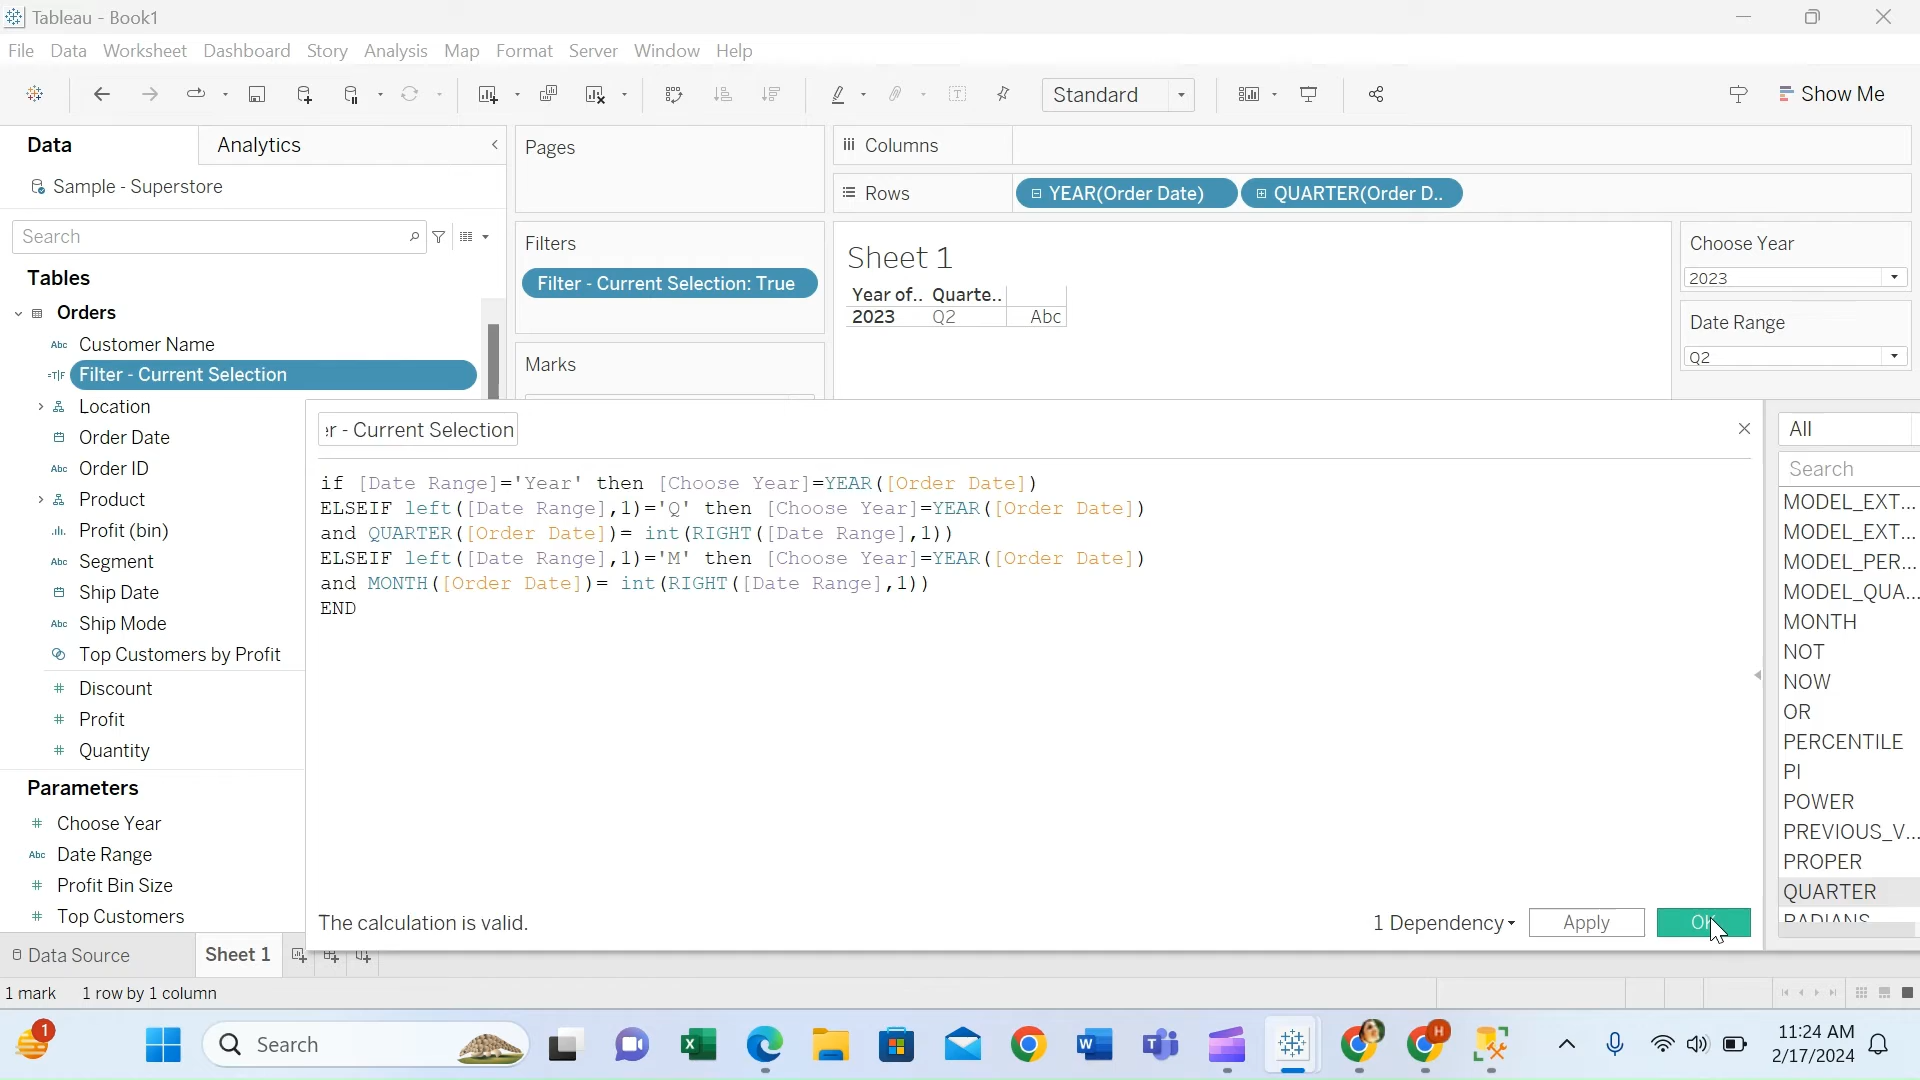 Tableau - Book1
File Data Worksheet Dashboard Story Analysis Map Format Server Window Help
Standard
Show Me
Data
Analytics
Pages
Columns
Sample - Superstore
Rows
YEAR(Order Date)
QUARTER(Order D..
Search
Filters
Sheet 1
Choose Year
Tables
Filter - Current Selection: True
2023
Year of.. Quarte..
Orders
2023 Q2 Abc
Date Range
Abc Customer Name
Q2
=T|F Filter - Current Selection
Marks
Location
Order Date
Abc Order ID
Product
Profit (bin)
Abc Segment
Ship Date
Abc Ship Mode
Top Customers by Profit
# Discount
# Profit
# Quantity
Parameters
# Choose Year
Abc Date Range
# Profit Bin Size
# Top Customers
er - Current Selection
if [Date Range]='Year' then [Choose Year]=YEAR([Order Date])
ELSEIF left([Date Range],1)='Q' then [Choose Year]=YEAR([Order Date])
and QUARTER([Order Date])= int(RIGHT([Date Range],1))
ELSEIF left([Date Range],1)='M' then [Choose Year]=YEAR([Order Date])
and MONTH([Order Date])= int(RIGHT([Date Range],1))
END
The calculation is valid.
1 Dependency
Apply
OK
All
Search
MODEL_EXT...
MODEL_EXT...
MODEL_PER...
MODEL_QUA...
MONTH
NOT
NOW
OR
PERCENTILE
PI
POWER
PREVIOUS_V...
PROPER
QUARTER
RADIANS
Data Source
Sheet 1
1 mark 1 row by 1 column
1
Search
H
11:24 AM
2/17/2024